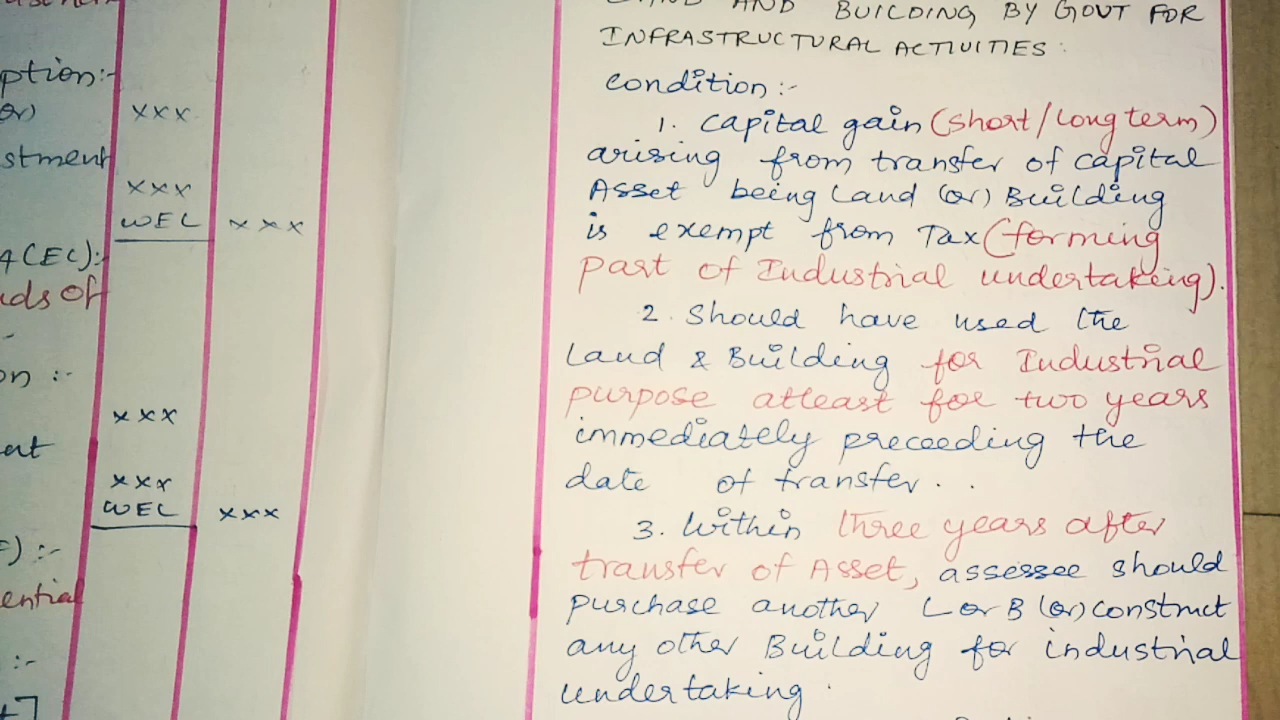 ption:-
(or)
xxx
stment
xxx
WEL xxx
4(EC):-
nds of
on :-
xxx
xxx
WEL xxx
:-
ential
:-
AND BUILDING BY GOVT FOR
INFRASTRUCTURAL ACTIVITIES :
Condition :-
1. Capital gain (short/long term)
arising from transfer of capital
Asset being Land (or) Building
is exempt from Tax (forming
part of Industrial undertaking).
2. Should have used the
Land & Building for Industrial
purpose atleast for two years
immediately preceeding the
date of transfer . .
3. Within three years after
transfer of Asset, assessee should
purchase another L or B (or) construct
any other Building for industrial
undertaking .